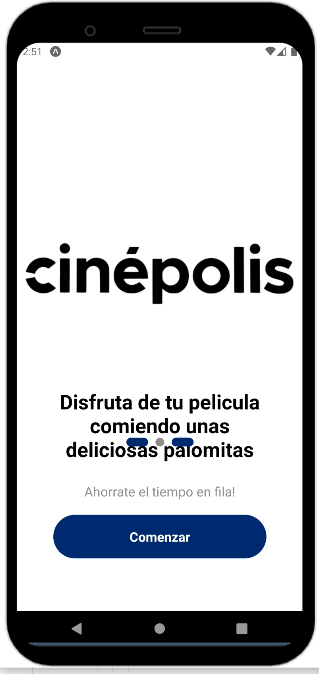 2:51
cinépolis
Disfruta de tu pelicula
comiendo unas
deliciosas palomitas
Ahorrate el tiempo en fila!
Comenzar